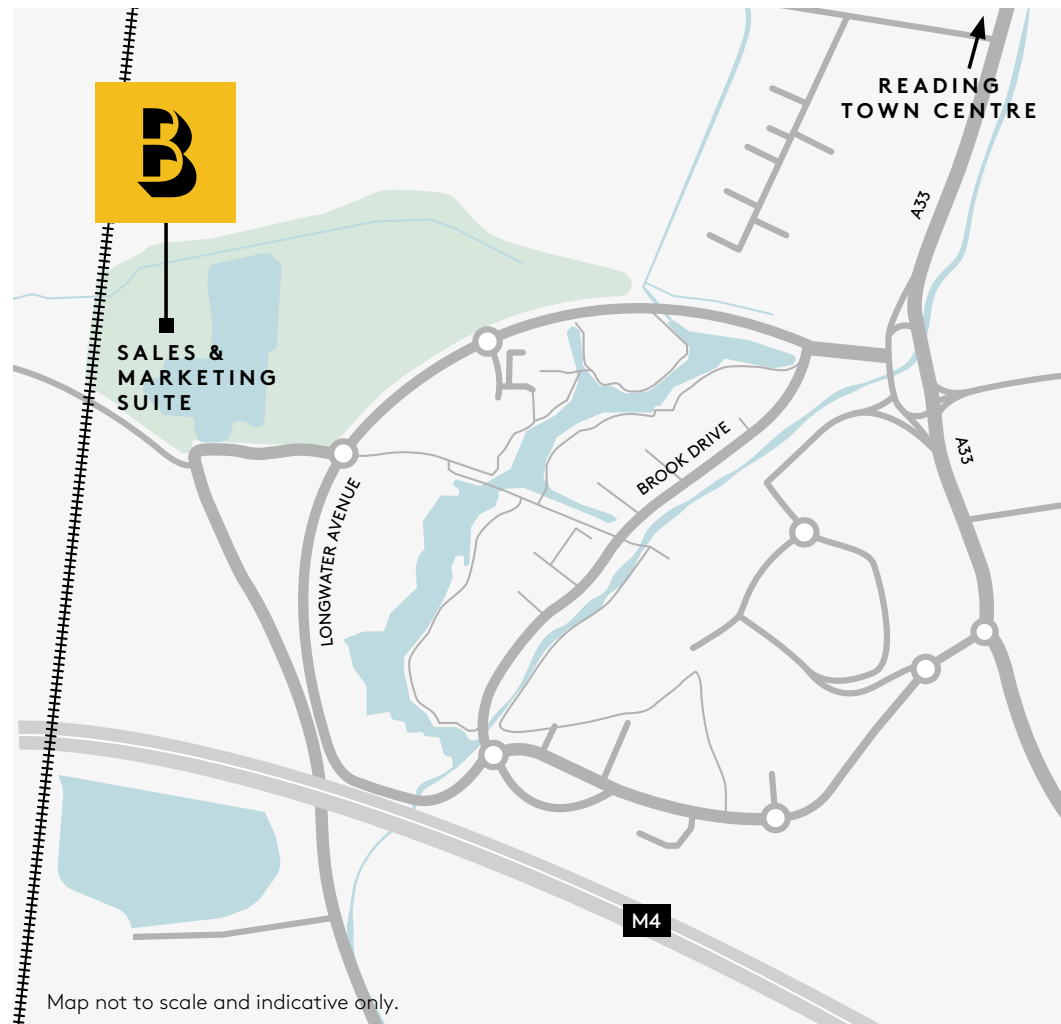 B
READING
TOWN CENTRE
A33
SALES &
MARKETING
SUITE
BROOK DRIVE
A33
LONGWATER AVENUE
M4
Map not to scale and indicative only.